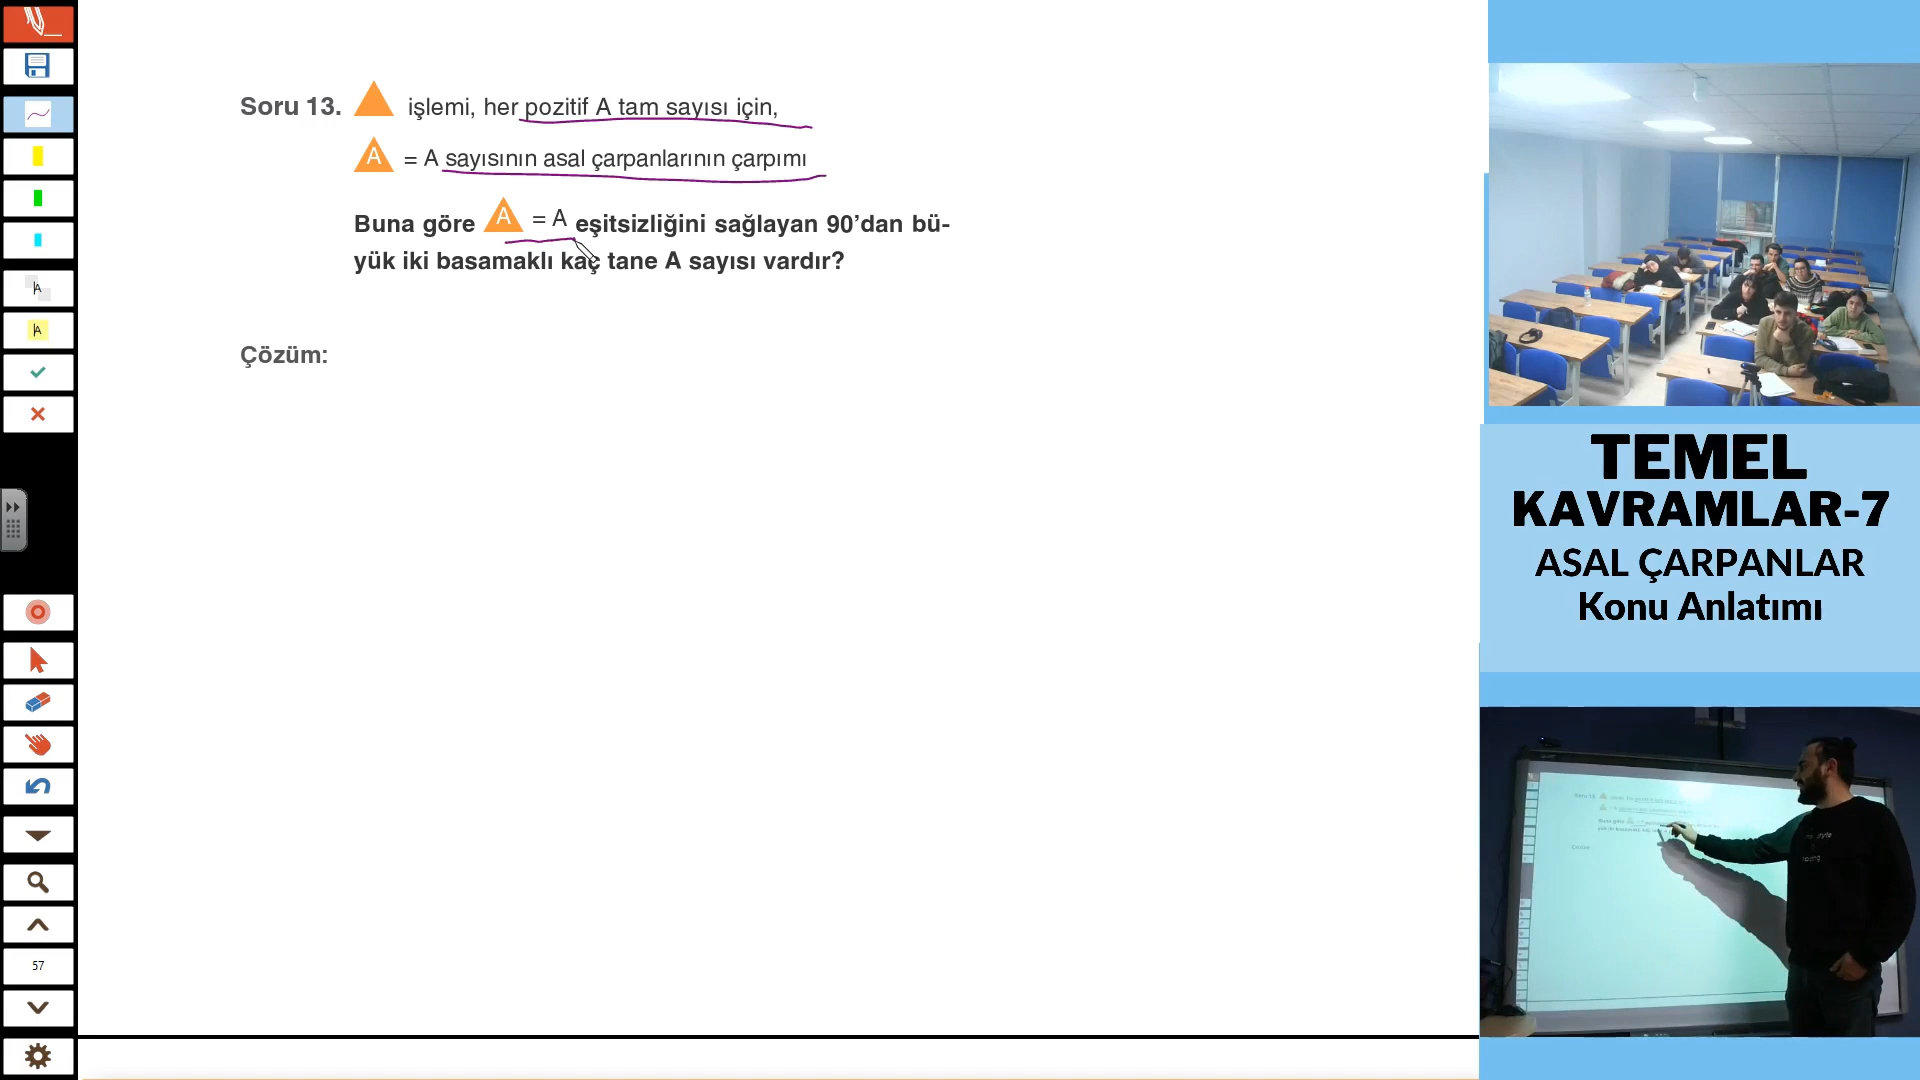 Soru 13. işlemi, her pozitif A tam sayısı için,
A = A sayısının asal çarpanlarının çarpımı
Buna göre A = A eşitsizliğini sağlayan 90’dan bü-
yük iki basamaklı kaç tane A sayısı vardır?
Çözüm:
A
A
57
TEMEL
KAVRAMLAR-7
ASAL ÇARPANLAR
Konu Anlatımı